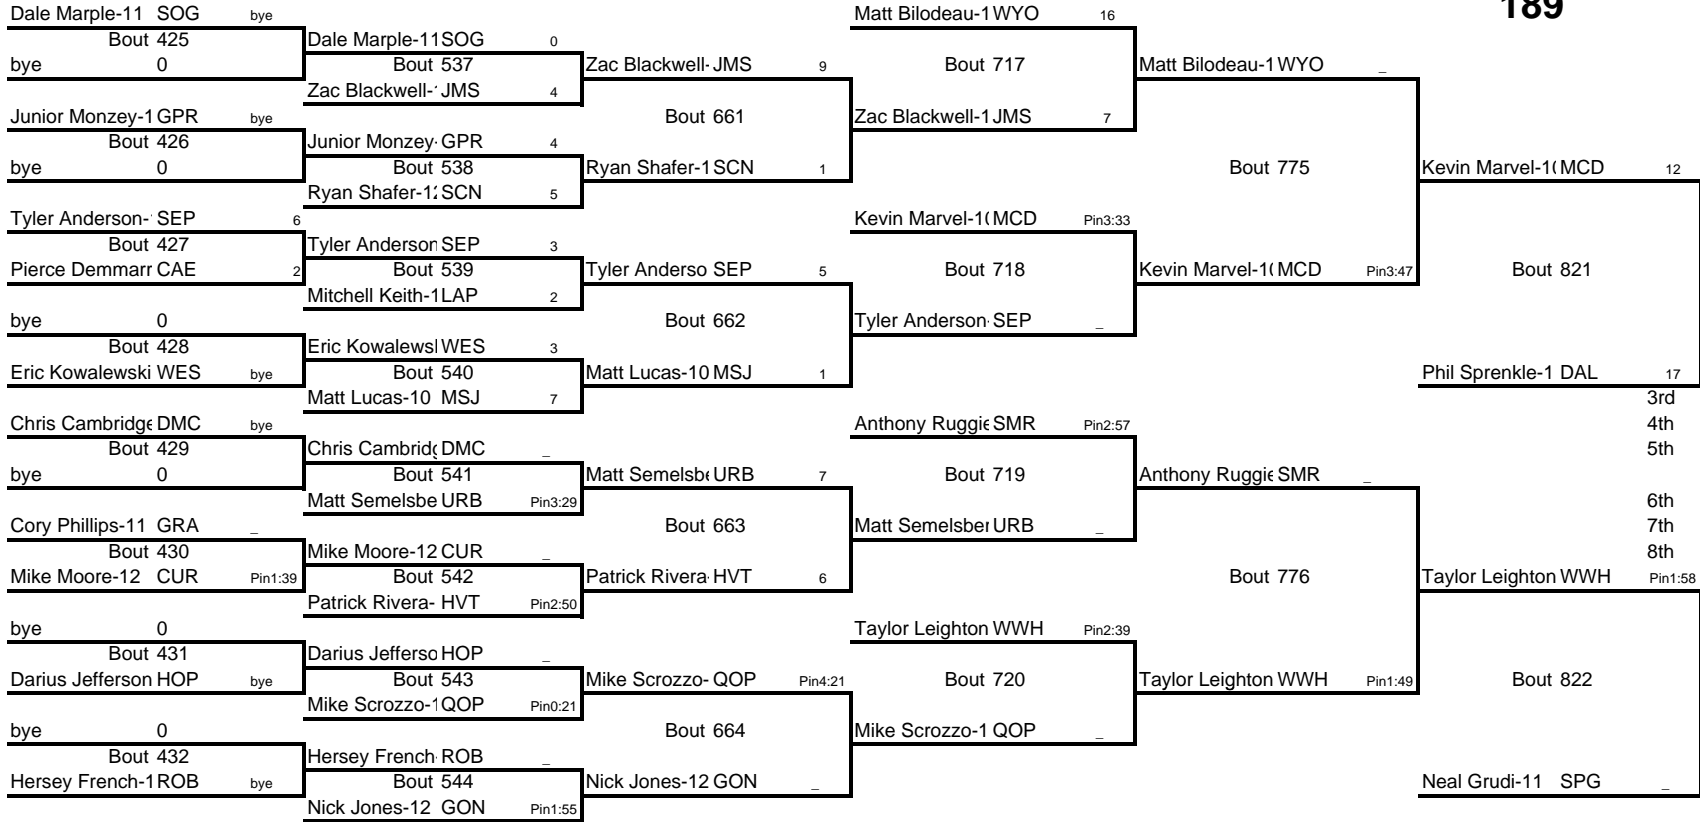 189
Dale Marple-11 SOG bye
Bout 425
bye 0
Junior Monzey-1 GPR bye
Bout 426
bye 0
Tyler Anderson- SEP 6
Bout 427
Pierce Demmarr CAE 2
bye 0
Bout 428
Eric Kowalewski WES bye
Chris Cambridge DMC bye
Bout 429
bye 0
Cory Phillips-11 GRA _
Bout 430
Mike Moore-12 CUR Pin1:39
bye 0
Bout 431
Darius Jefferson HOP bye
bye 0
Bout 432
Hersey French-1 ROB bye
Dale Marple-11 SOG 0
Bout 537
Zac Blackwell- JMS 4
Junior Monzey- GPR 4
Bout 538
Ryan Shafer-12 SCN 5
Tyler Anderson SEP 3
Bout 539
Mitchell Keith-1 LAP 2
Eric Kowalewsl WES 3
Bout 540
Matt Lucas-10 MSJ 7
Chris Cambridg DMC _
Bout 541
Matt Semelsbe URB Pin3:29
Mike Moore-12 CUR _
Bout 542
Patrick Rivera- HVT Pin2:50
Darius Jefferso HOP _
Bout 543
Mike Scrozzo-1 QOP Pin0:21
Hersey French- ROB _
Bout 544
Nick Jones-12 GON Pin1:55
Zac Blackwell- JMS 9
Bout 661
Ryan Shafer-1 SCN 1
Tyler Anderso SEP 5
Bout 662
Matt Lucas-10 MSJ 1
Matt Semelsbe URB 7
Bout 663
Patrick Rivera- HVT 6
Mike Scrozzo- QOP Pin4:21
Bout 664
Nick Jones-12 GON _
Matt Bilodeau-1 WYO 16
Bout 717
Zac Blackwell-1 JMS 7
Kevin Marvel-1( MCD Pin3:33
Bout 718
Tyler Anderson- SEP _
Anthony Ruggie SMR Pin2:57
Bout 719
Matt Semelsber URB _
Taylor Leighton WWH Pin2:39
Bout 720
Mike Scrozzo-1 QOP _
Matt Bilodeau-1 WYO _
Bout 775
Kevin Marvel-1( MCD Pin3:47
Anthony Ruggie SMR _
Bout 776
Taylor Leighton WWH Pin1:49
Kevin Marvel-1( MCD 12
Bout 821
Phil Sprenkle-1 DAL 17
3rd
4th
5th
6th
7th
8th
Taylor Leighton WWH Pin1:58
Bout 822
Neal Grudi-11 SPG _